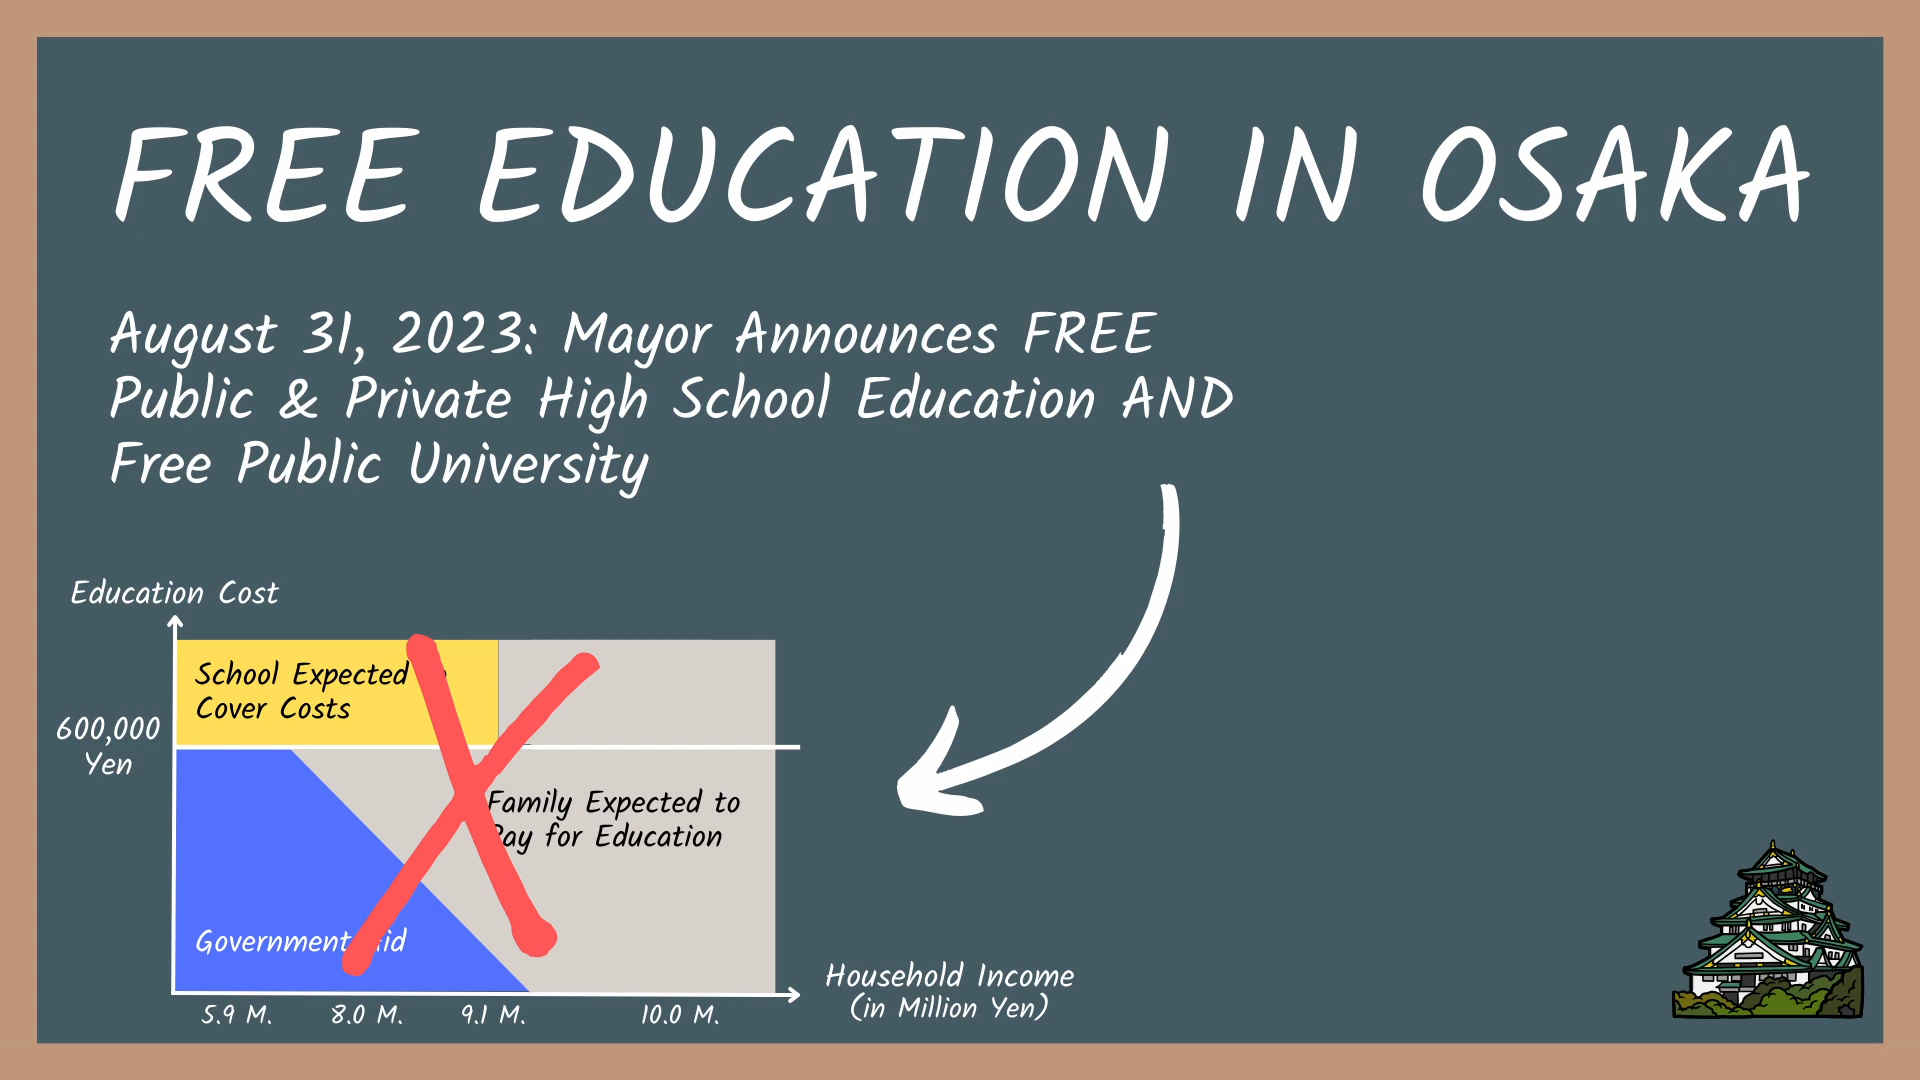 FREE EDUCATION IN OSAKA
August 31, 2023: Mayor Announces FREE
Public & Private High School Education AND
Free Public University
Education Cost
School Expected
Cover Costs
600,000
Yen
Family Expected to
Pay for Education
Government Aid
Household Income
(in Million Yen)
5.9 M.
8.0 M.
9.1 M.
10.0 M.